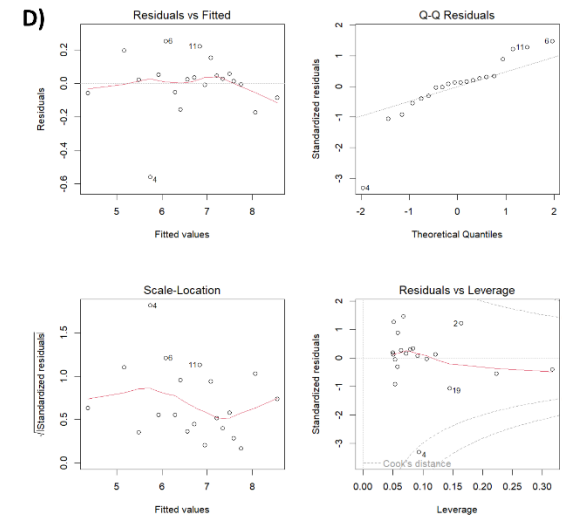 D)
Residuals vs Fitted
Residuals
0.2
0.0
-0.2
-0.4
-0.6
6
11
4
5 6 7 8
Fitted values
Q-Q Residuals
Standardized residuals
2
1
0
-1
-2
-3
11
6
4
-2 -1 0 1 2
Theoretical Quantiles
Scale-Location
√|Standardized residuals|
1.5
1.0
0.5
0.0
4
6
11
5 6 7 8
Fitted values
Residuals vs Leverage
Standardized residuals
2
1
0
-1
-2
-3
2
19
4
Cook's distance
0.00 0.05 0.10 0.15 0.20 0.25 0.30
Leverage